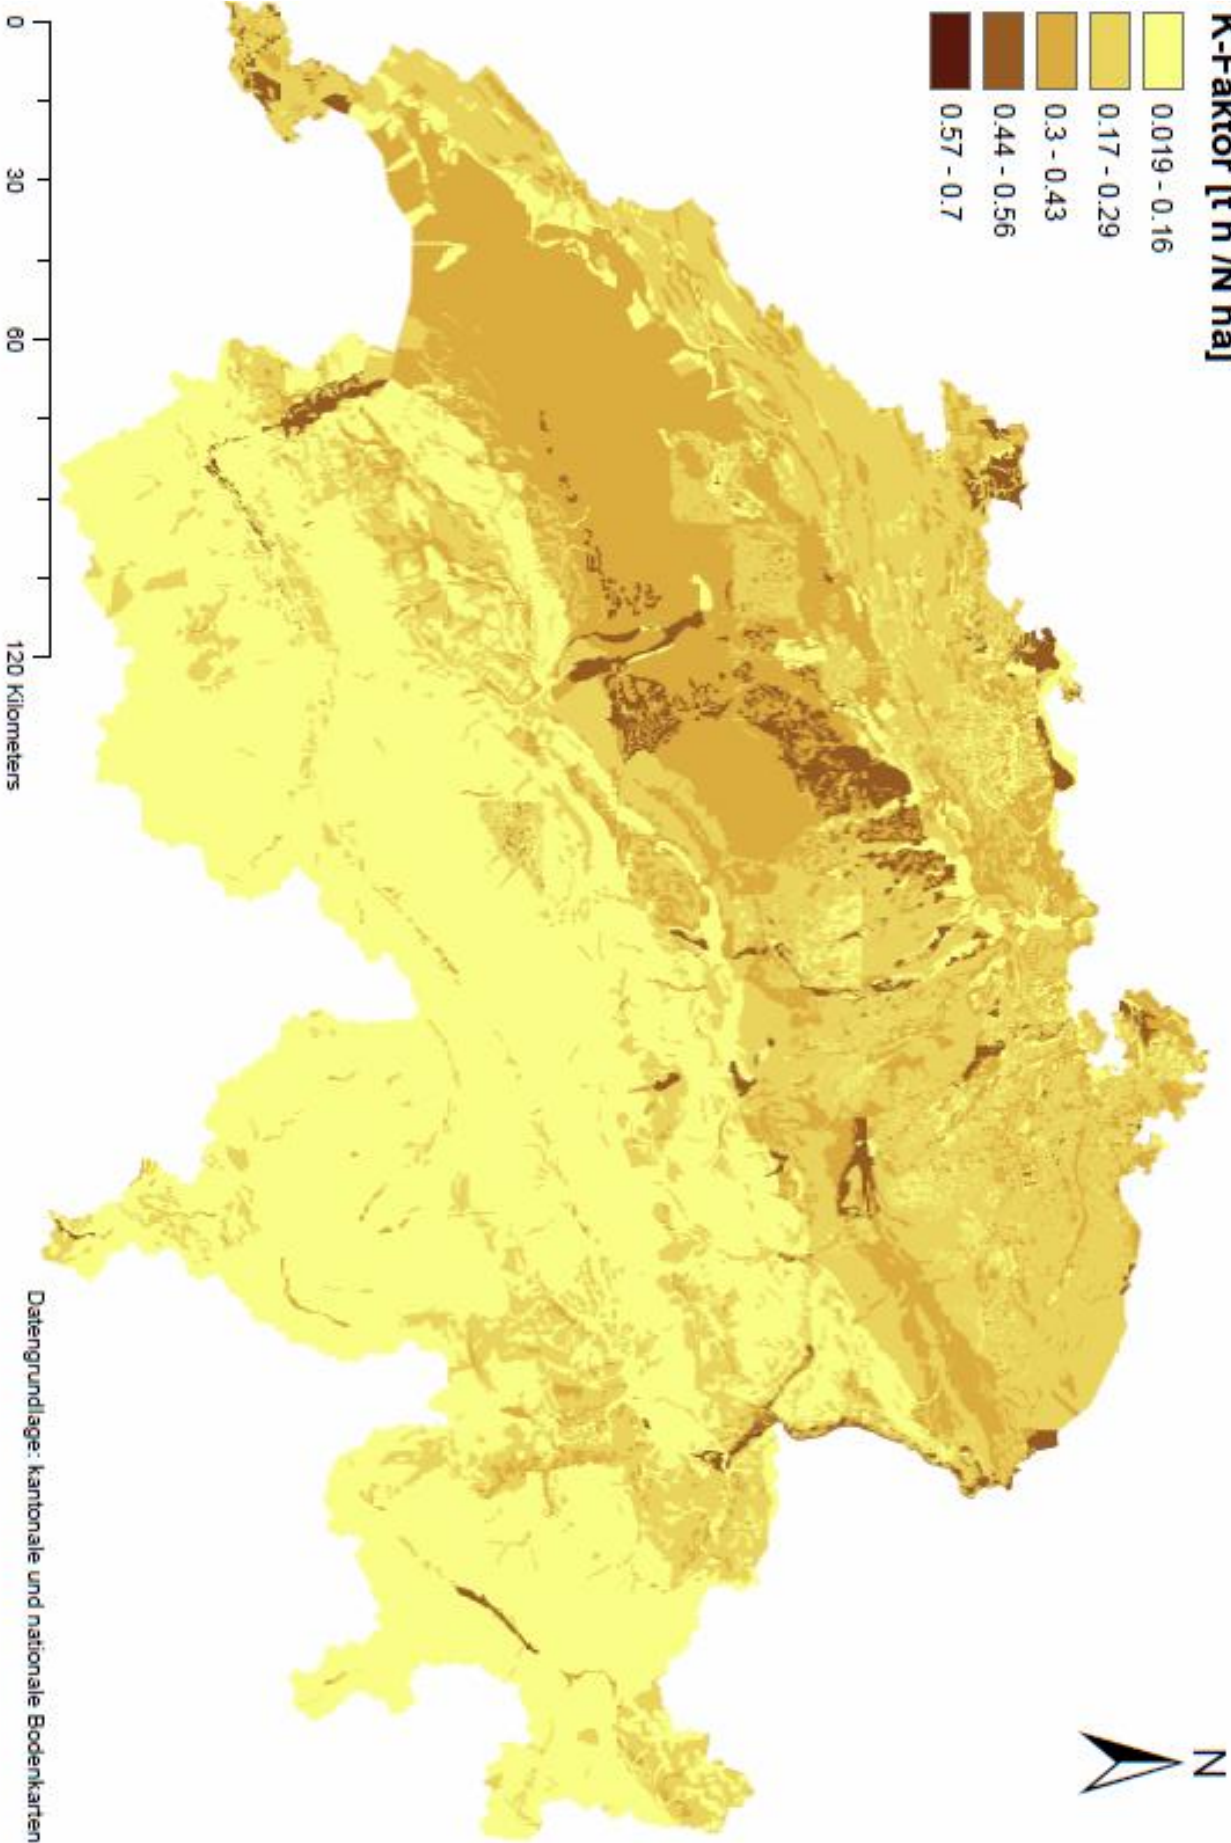 K-Faktor [t h /N ha]
0.019 - 0.16
0.17 - 0.29
0.3 - 0.43
0.44 - 0.56
0.57 - 0.7
N
0 30 60 120 Kilometers
Datengrundlage: kantonale und nationale Bodenkarten